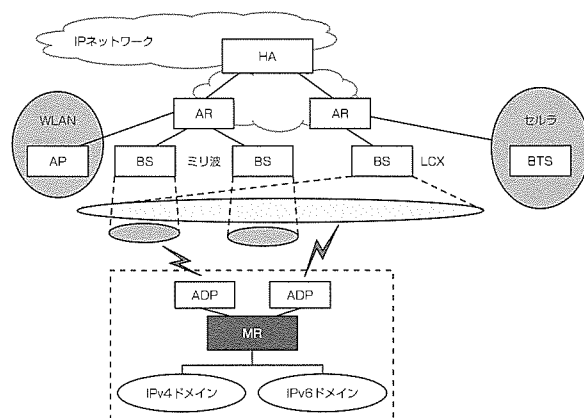 IPネットワーク
HA
WLAN
AR
AR
セルラ
AP
BS
ミリ波
BS
BS
LCX
BTS
ADP
ADP
MR
IPv4ドメイン
IPv6ドメイン